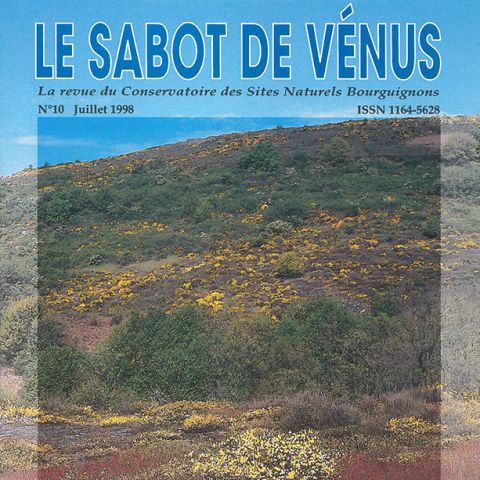 LE SABOT DE VÉNUS
La revue du Conservatoire des Sites Naturels Bourguignons
N°10 Juillet 1998 ISSN 1164-5628